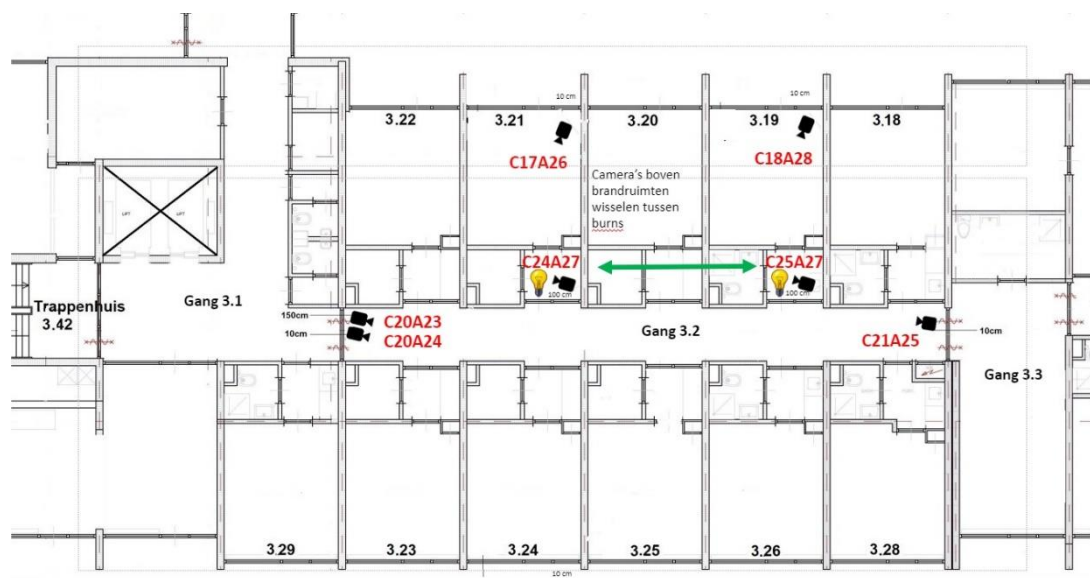 10 cm
10 cm
3.22
3.21
3.20
3.19
3.18
C17A26
C18A28
Camera's boven
brandruimten
wisselen tussen
burns
LIFT
LIFT
C24A27
C25A27
100 cm
100 cm
Trappenhuis
3.42
Gang 3.1
150cm
10cm
C20A23
C20A24
Gang 3.2
C21A25
10cm
Gang 3.3
3.29
3.23
3.24
3.25
3.26
3.28
10 cm